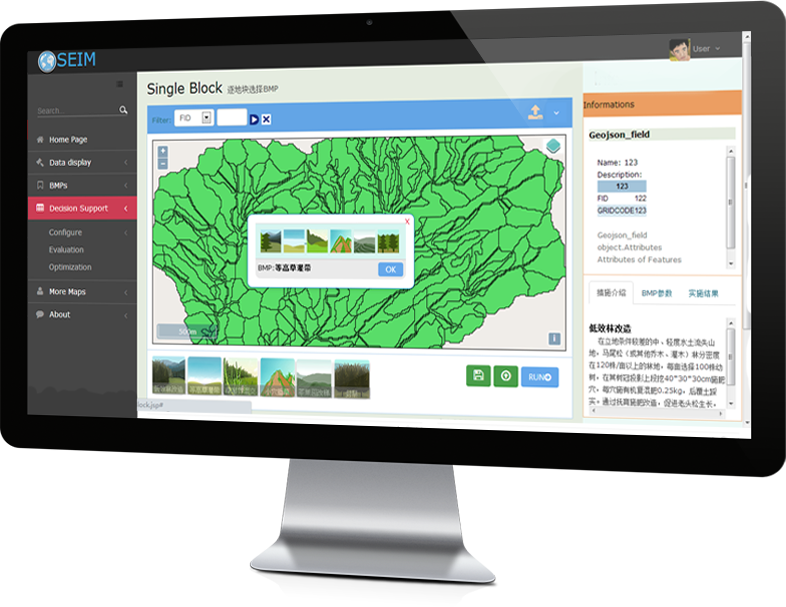 SEIM
User
Search...
Home Page
Data display
BMPs
Decision Support
Configure
Evaluation
Optimization
More Maps
About
Single Block 逐地块选择BMP
Filter: FID
BMP:等高草灌带
OK
500m
RUN
lock.jsp#
Informations
Geojson_field
Name: 123
Description:
123
FID 122
GRIDCODE 123
Geojson_field
object.Attributes
Attributes of Features
措施介绍 BMP参数 实施结果
低效林改造
在立地条件较差的中、轻度水土流失山
地，马尾松（或其他乔木、灌木）林分密度
在120株/亩以上的林地，每亩选择100株幼
树，在其树冠投影上段挖40*30*30cm施肥
穴，每穴施有机复混肥0.25kg，后覆土踩
实。通过抚育施肥改造，促进老头松生长，